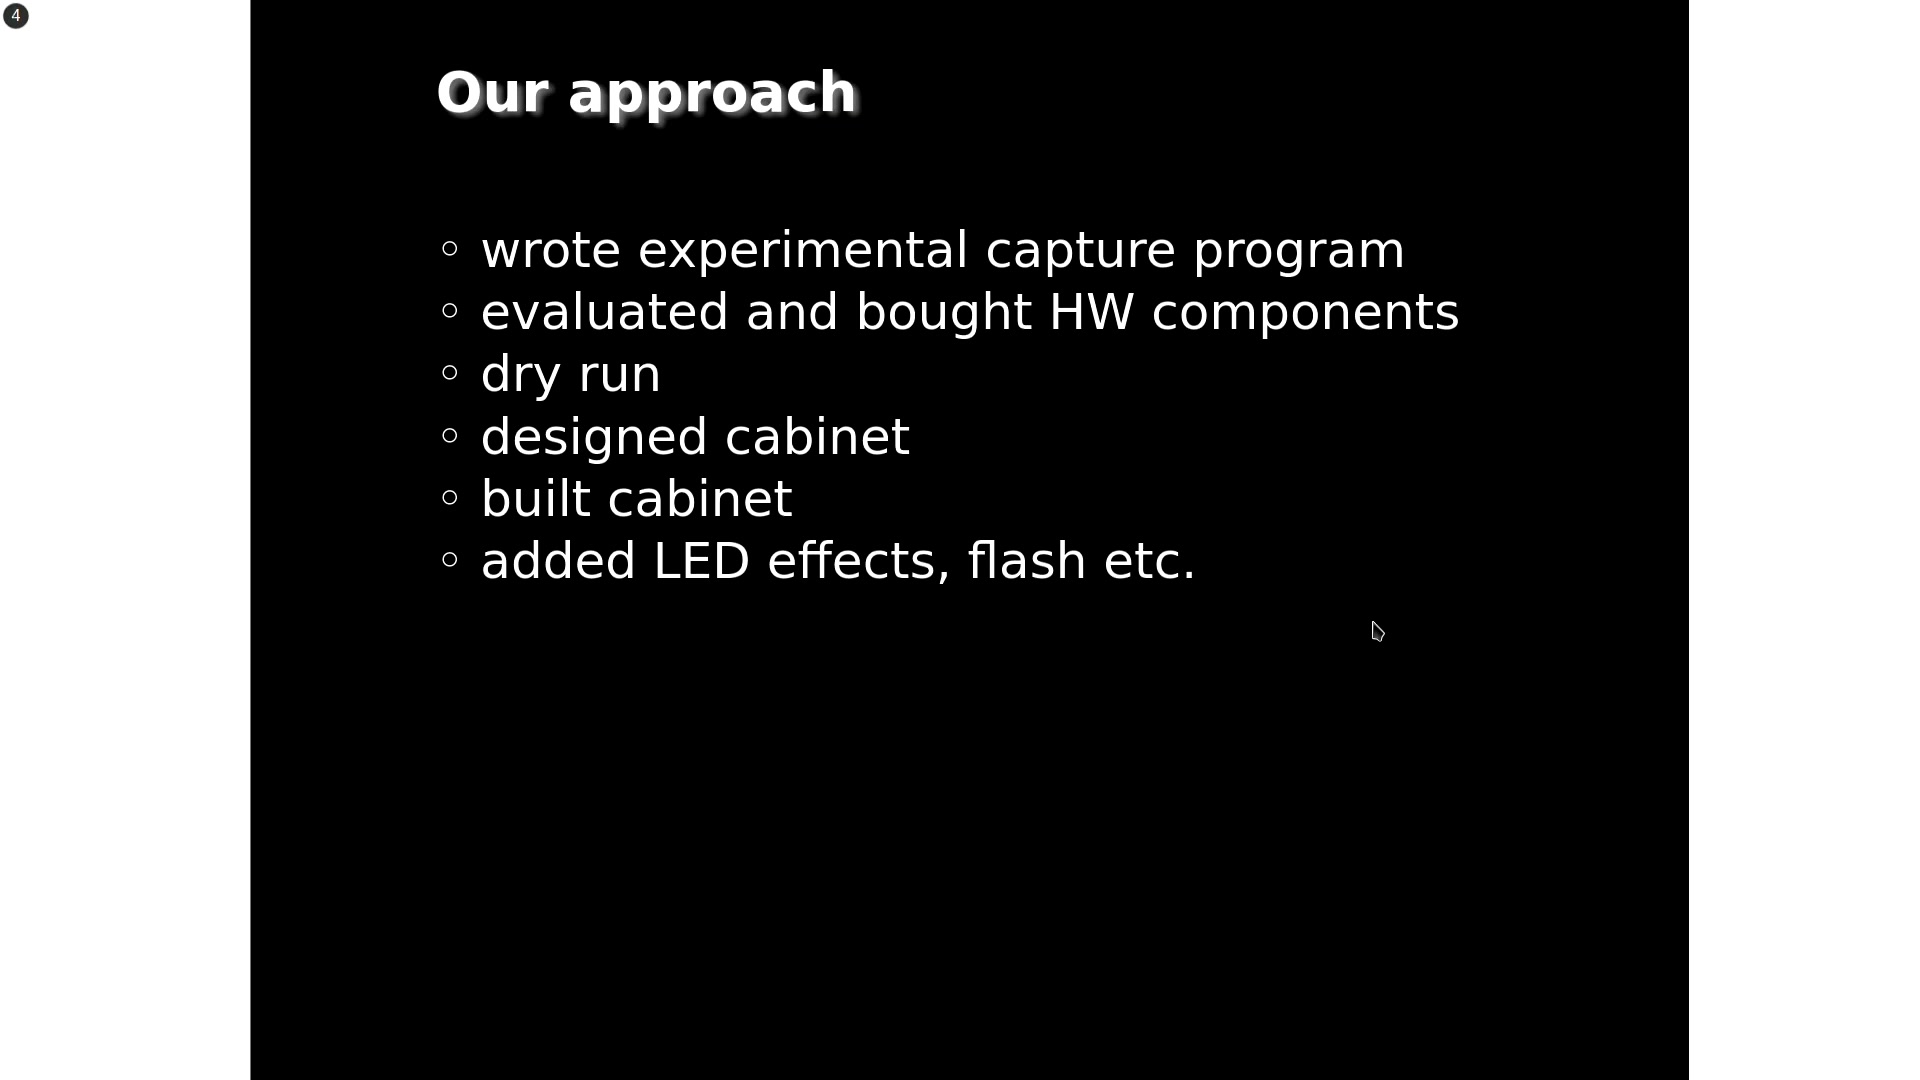 4
Our approach
◦ wrote experimental capture program
◦ evaluated and bought HW components
◦ dry run
◦ designed cabinet
◦ built cabinet
◦ added LED effects, flash etc.